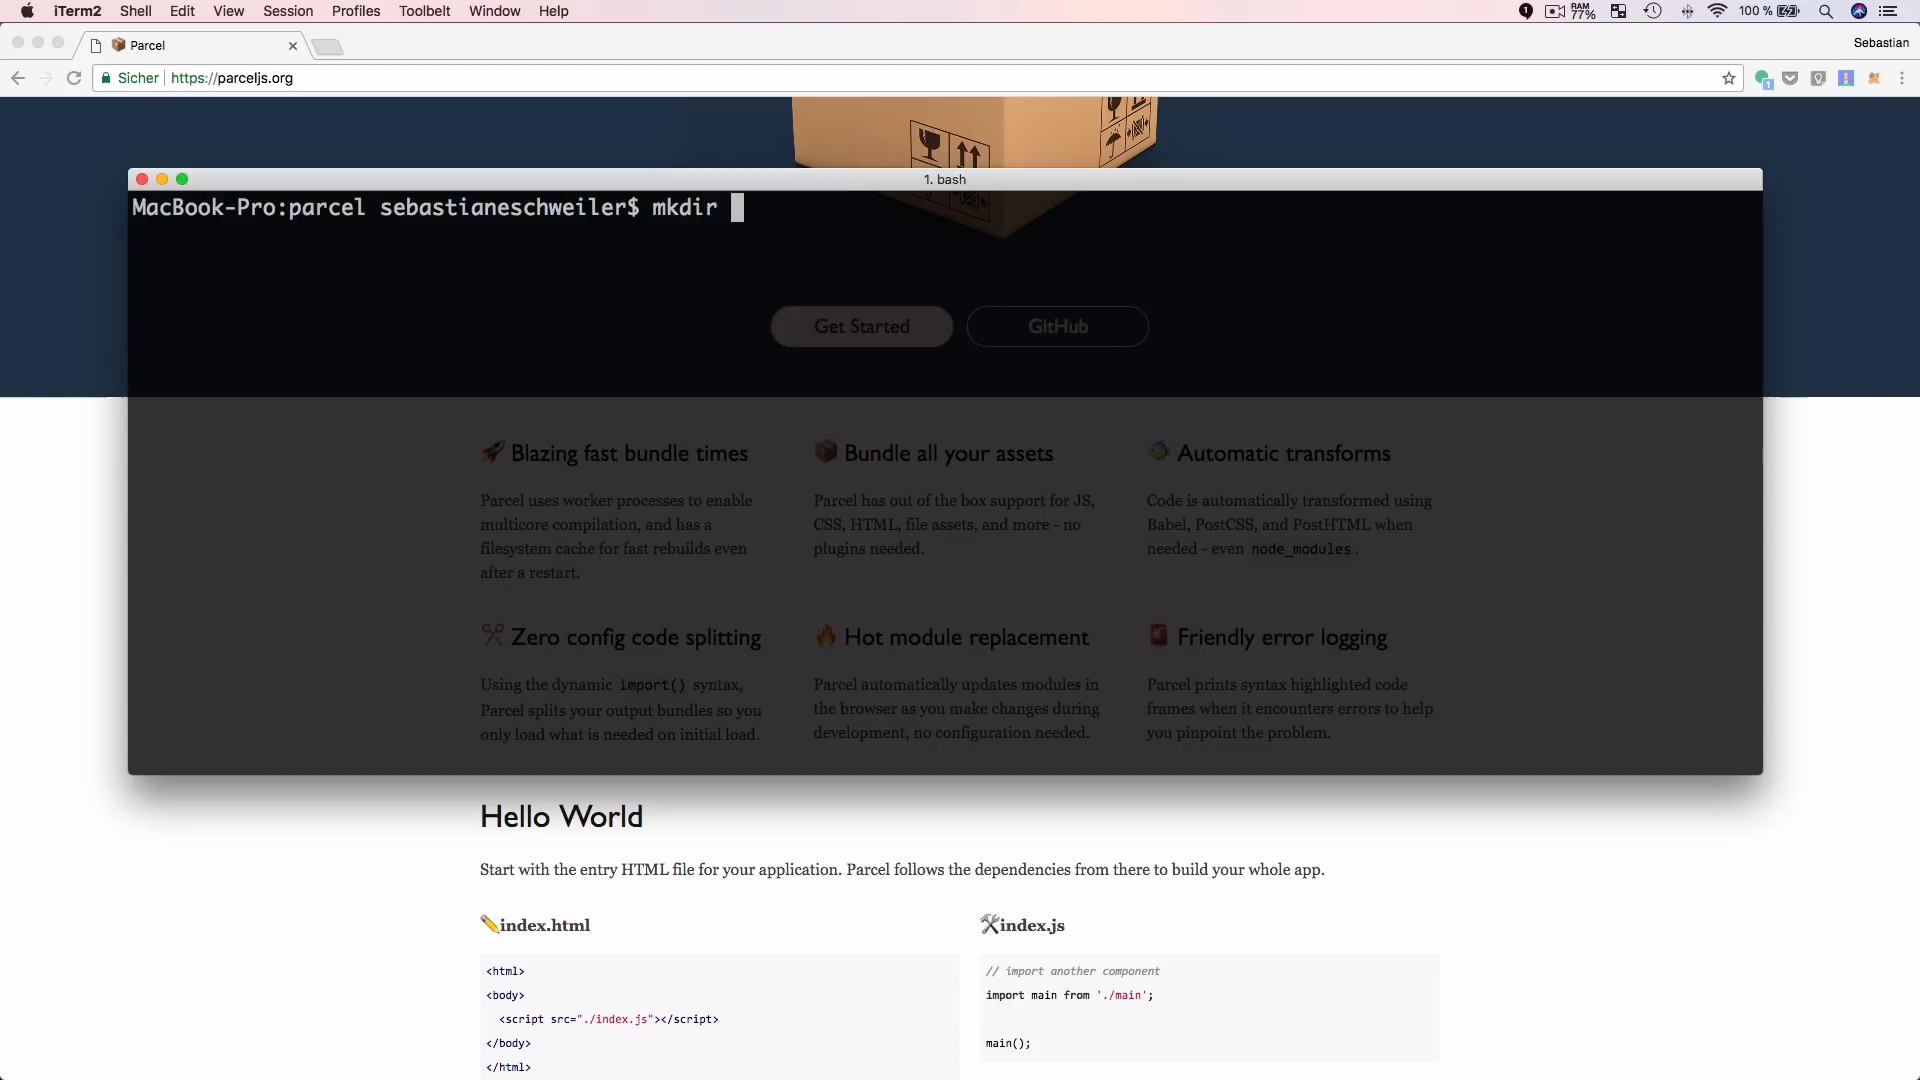 iTerm2 Shell Edit View Session Profiles Toolbelt Window Help
1 RAM 77% 100 %
Parcel
Sebastian
Sicher https://parceljs.org
1
1. bash
MacBook-Pro:parcel sebastianeschweiler$ mkdir
Get Started GitHub
Blazing fast bundle times
Parcel uses worker processes to enable
multicore compilation, and has a
filesystem cache for fast rebuilds even
after a restart.
Bundle all your assets
Parcel has out of the box support for JS,
CSS, HTML, file assets, and more - no
plugins needed.
Automatic transforms
Code is automatically transformed using
Babel, PostCSS, and PostHTML when
needed - even node_modules.
Zero config code splitting
Using the dynamic import() syntax,
Parcel splits your output bundles so you
only load what is needed on initial load.
Hot module replacement
Parcel automatically updates modules in
the browser as you make changes during
development, no configuration needed.
Friendly error logging
Parcel prints syntax highlighted code
frames when it encounters errors to help
you pinpoint the problem.
Hello World
Start with the entry HTML file for your application. Parcel follows the dependencies from there to build your whole app.
index.html
<html>
<body>
<script src="./index.js"></script>
</body>
</html>
index.js
// import another component
import main from './main';
main();